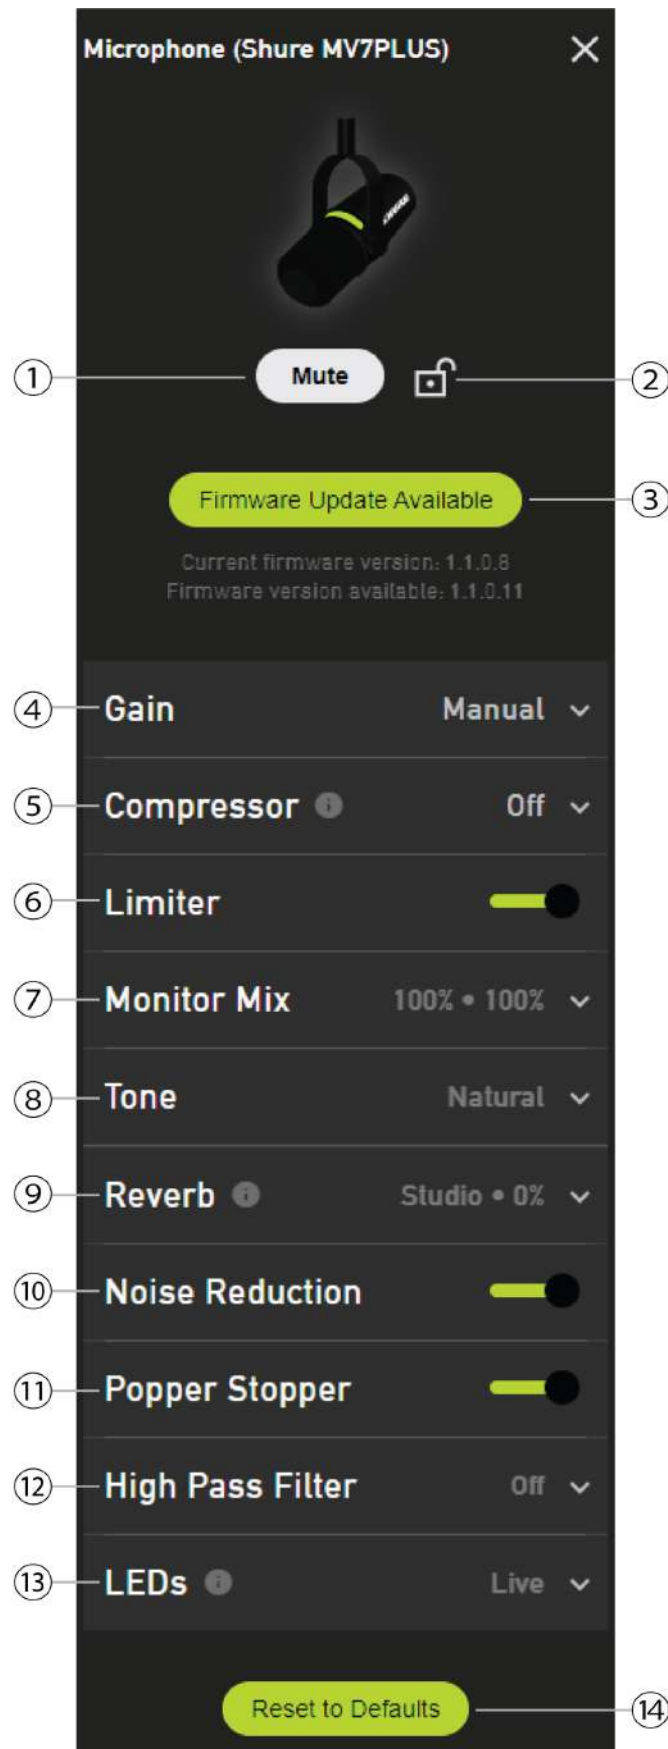 Microphone (Shure MV7PLUS)
SHURE
1 Mute 2
Firmware Update Available 3
Current firmware version: 1.1.0.8
Firmware version available: 1.1.0.11
4 Gain Manual
5 Compressor i Off
6 Limiter
7 Monitor Mix 100% • 100%
8 Tone Natural
9 Reverb i Studio • 0%
10 Noise Reduction
11 Popper Stopper
12 High Pass Filter Off
13 LEDs i Live
Reset to Defaults 14